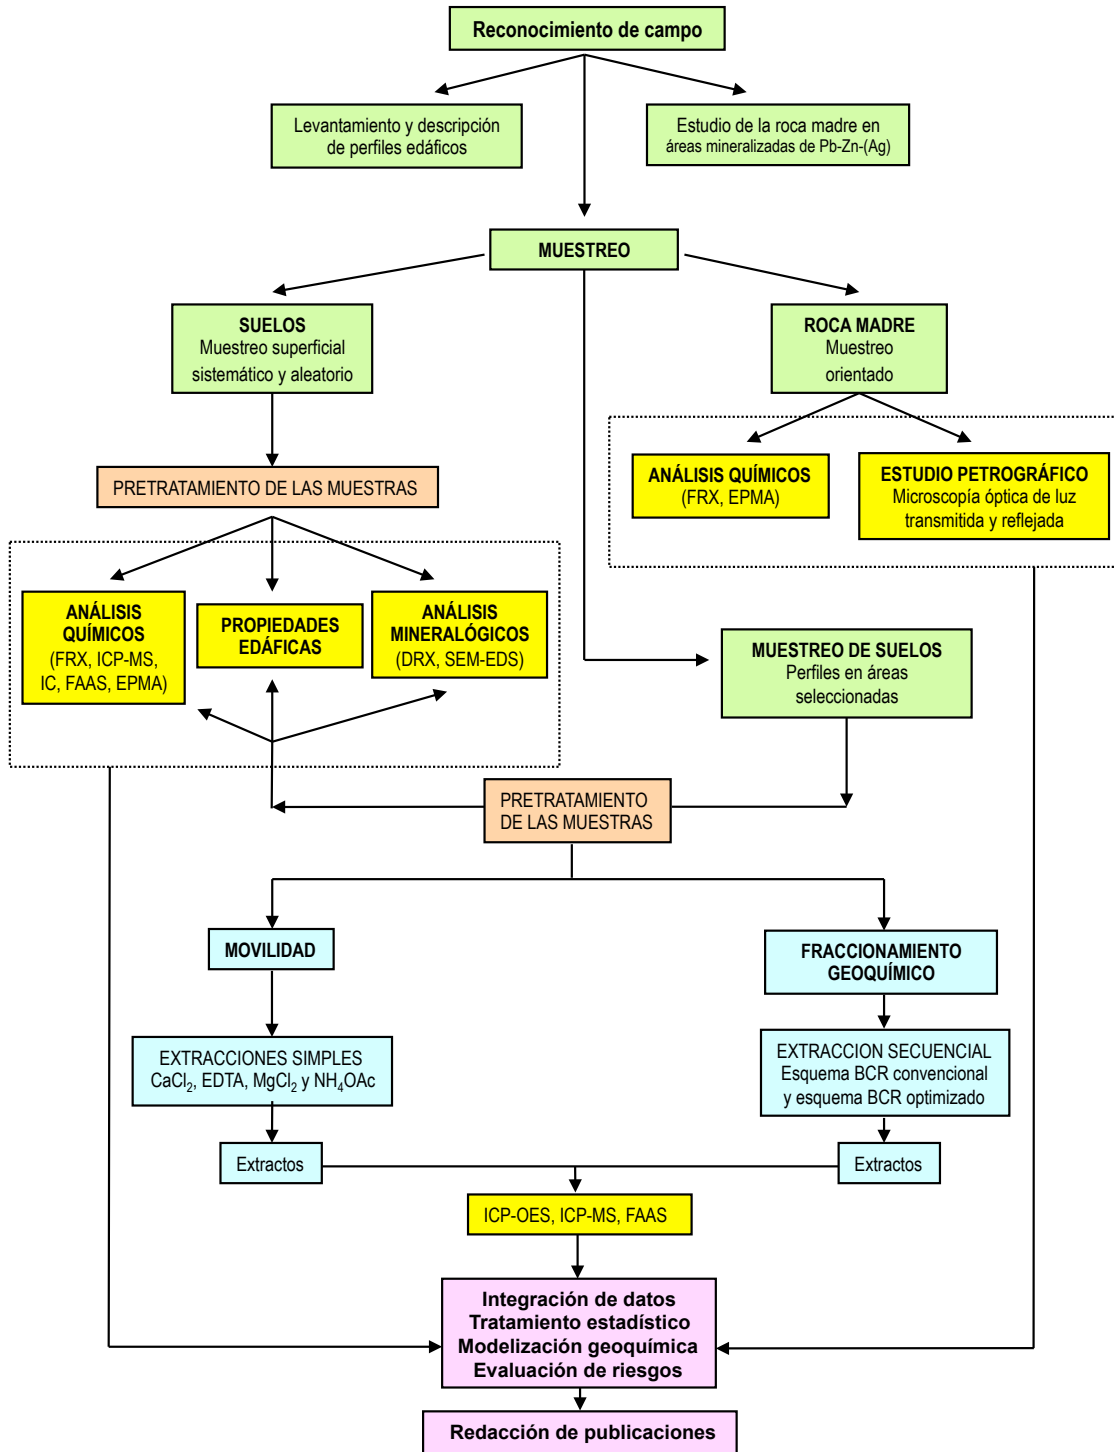 Reconocimiento de campo
Levantamiento y descripción
de perfiles edáficos
Estudio de la roca madre en
áreas mineralizadas de Pb-Zn-(Ag)
MUESTREO
SUELOS
Muestreo superficial
sistemático y aleatorio
ROCA MADRE
Muestreo
orientado
PRETRATAMIENTO DE LAS MUESTRAS
ANÁLISIS QUÍMICOS
(FRX, EPMA)
ESTUDIO PETROGRÁFICO
Microscopía óptica de luz
transmitida y reflejada
ANÁLISIS
QUÍMICOS
(FRX, ICP-MS,
IC, FAAS, EPMA)
PROPIEDADES
EDÁFICAS
ANÁLISIS
MINERALÓGICOS
(DRX, SEM-EDS)
MUESTREO DE SUELOS
Perfiles en áreas
seleccionadas
PRETRATAMIENTO
DE LAS MUESTRAS
MOVILIDAD
FRACCIONAMIENTO
GEOQUÍMICO
EXTRACCIONES SIMPLES
CaCl₂, EDTA, MgCl₂ y NH₄OAc
EXTRACCION SECUENCIAL
Esquema BCR convencional
y esquema BCR optimizado
Extractos
Extractos
ICP-OES, ICP-MS, FAAS
Integración de datos
Tratamiento estadístico
Modelización geoquímica
Evaluación de riesgos
Redacción de publicaciones